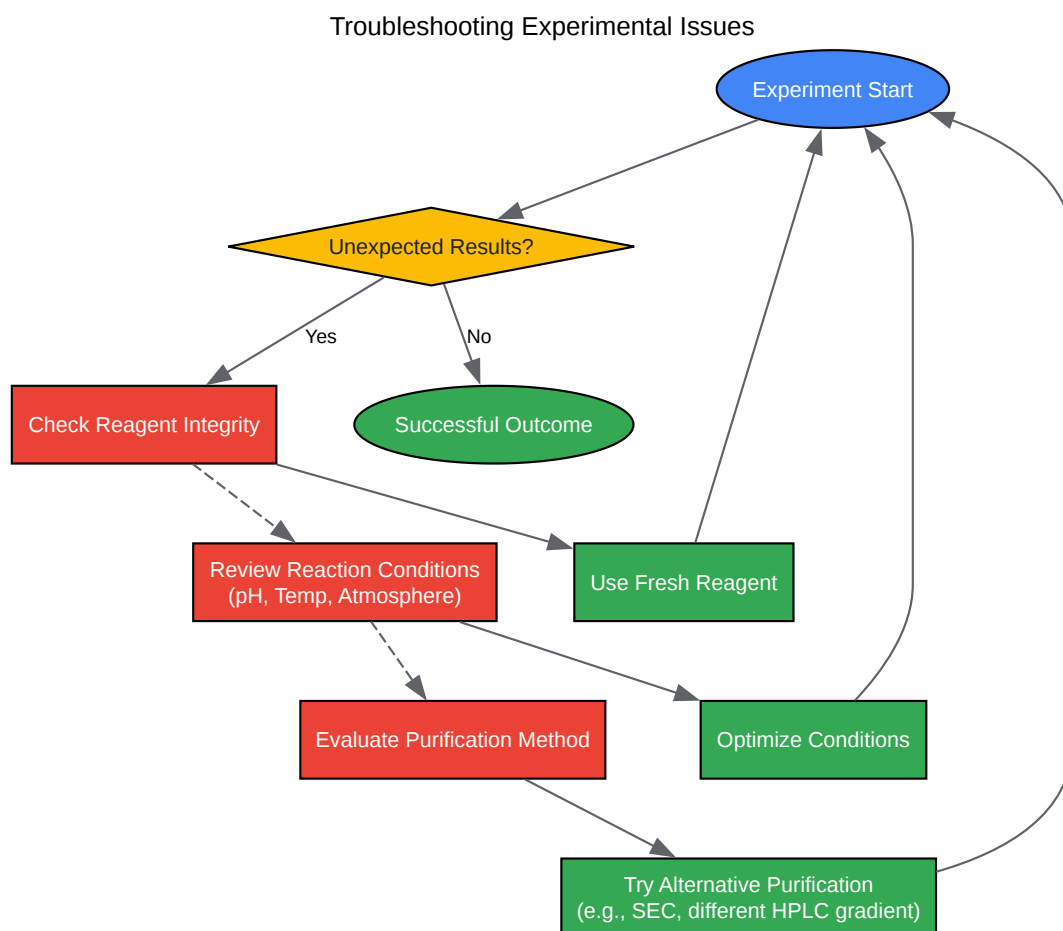 Troubleshooting Experimental Issues
Experiment Start
Unexpected Results?
Yes
No
Check Reagent Integrity
Successful Outcome
Review Reaction Conditions
(pH, Temp, Atmosphere)
Use Fresh Reagent
Evaluate Purification Method
Optimize Conditions
Try Alternative Purification
(e.g., SEC, different HPLC gradient)